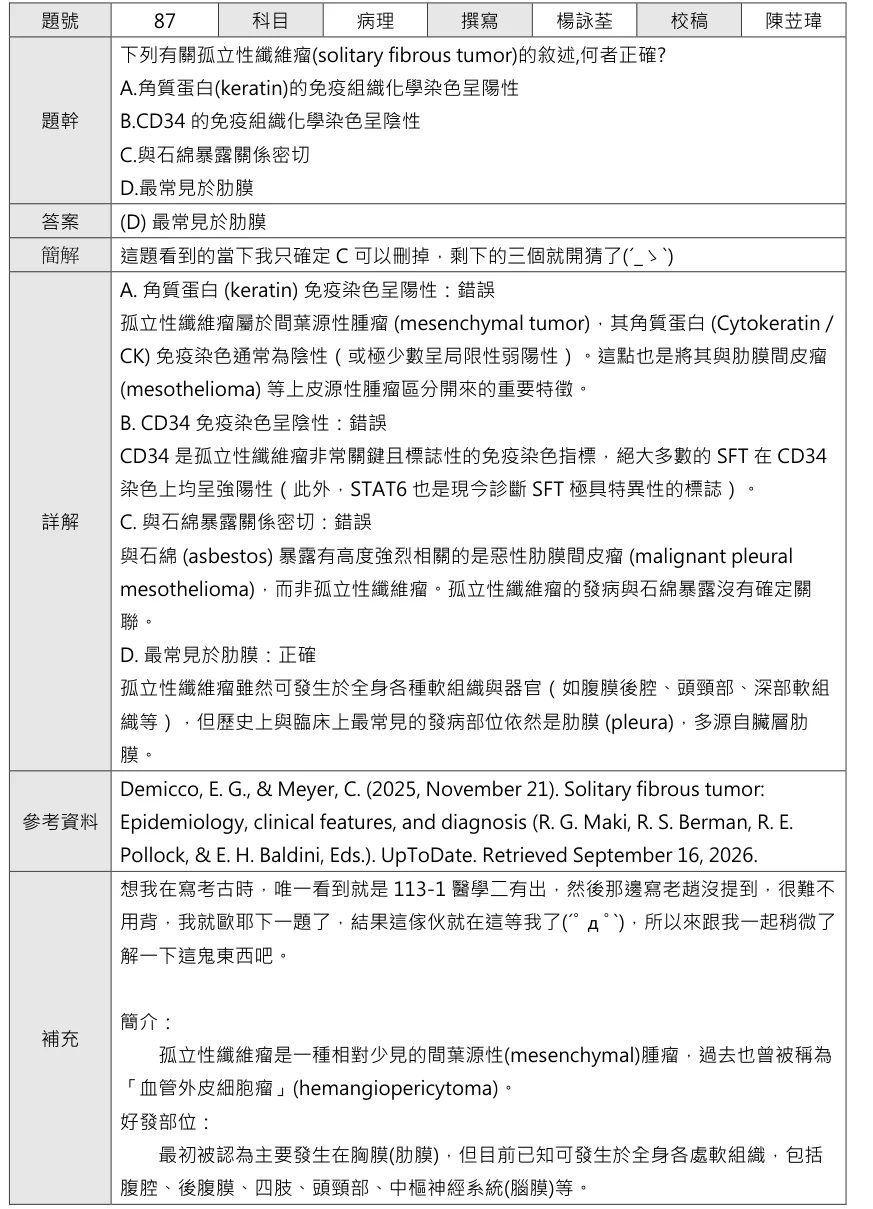 題號 87 科目 病理 撰寫 楊詠荃 校稿 陳苙瑋
下列有關孤立性纖維瘤(solitary fibrous tumor)的敘述,何者正確?
A.角質蛋白(keratin)的免疫組織化學染色呈陽性
題幹 B.CD34 的免疫組織化學染色呈陰性
C.與石綿暴露關係密切
D.最常見於肋膜
答案 (D) 最常見於肋膜
簡解 這題看到的當下我只確定 C 可以刪掉，剩下的三個就開猜了(´_ゝ`)
A. 角質蛋白 (keratin) 免疫染色呈陽性：錯誤
孤立性纖維瘤屬於間葉源性腫瘤 (mesenchymal tumor)，其角質蛋白 (Cytokeratin /
CK) 免疫染色通常為陰性（或極少數呈局限性弱陽性）。這點也是將其與肋膜間皮瘤
(mesothelioma) 等上皮源性腫瘤區分開來的重要特徵。
B. CD34 免疫染色呈陰性：錯誤
CD34 是孤立性纖維瘤非常關鍵且標誌性的免疫染色指標，絕大多數的 SFT 在 CD34
染色上均呈強陽性（此外，STAT6 也是現今診斷 SFT 極具特異性的標誌）。
詳解 C. 與石綿暴露關係密切：錯誤
與石綿 (asbestos) 暴露有高度強烈相關的是惡性肋膜間皮瘤 (malignant pleural
mesothelioma)，而非孤立性纖維瘤。孤立性纖維瘤的發病與石綿暴露沒有確定關
聯。
D. 最常見於肋膜：正確
孤立性纖維瘤雖然可發生於全身各種軟組織與器官（如腹膜後腔、頭頸部、深部軟組
織等），但歷史上與臨床上最常見的發病部位依然是肋膜 (pleura)，多源自臟層肋
膜。
Demicco, E. G., & Meyer, C. (2025, November 21). Solitary fibrous tumor:
參考資料 Epidemiology, clinical features, and diagnosis (R. G. Maki, R. S. Berman, R. E.
Pollock, & E. H. Baldini, Eds.). UpToDate. Retrieved September 16, 2026.
想我在寫考古時，唯一看到就是 113-1 醫學二有出，然後那邊寫老趙沒提到，很難不
用背，我就歐耶下一題了，結果這傢伙就在這等我了(´ﾟдﾟ`)，所以來跟我一起稍微了
解一下這鬼東西吧。
補充 簡介：
孤立性纖維瘤是一種相對少見的間葉源性(mesenchymal)腫瘤，過去也曾被稱為
「血管外皮細胞瘤」(hemangiopericytoma)。
好發部位：
最初被認為主要發生在胸膜(肋膜)，但目前已知可發生於全身各處軟組織，包括
腹腔、後腹膜、四肢、頭頸部、中樞神經系統(腦膜)等。